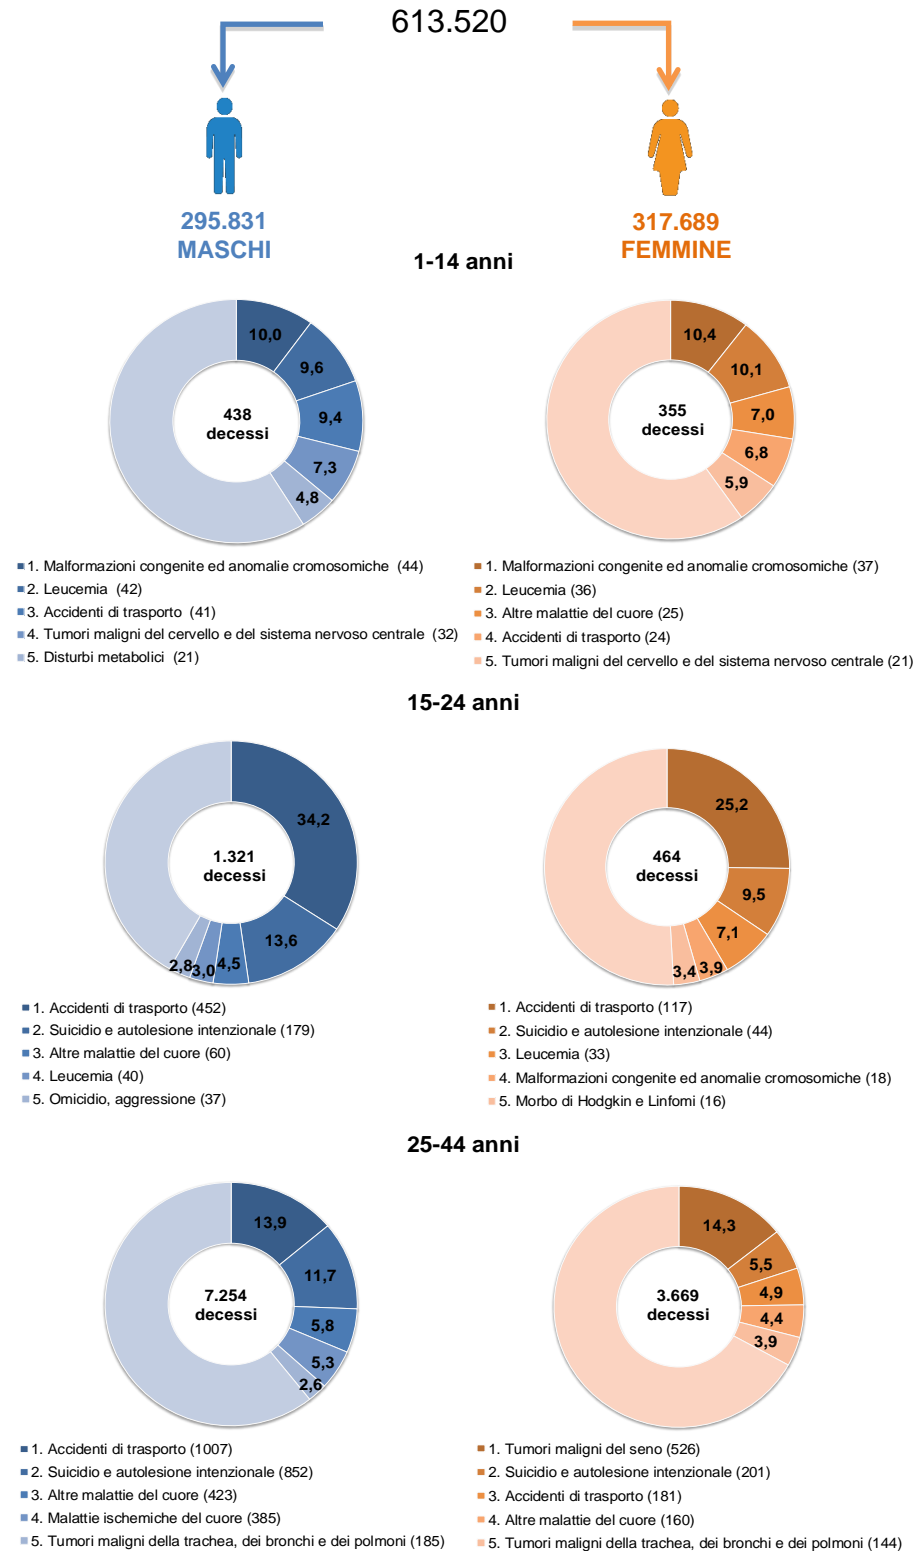 613.520
295.831
MASCHI
317.689
FEMMINE
1-14 anni
10,0
9,6
9,4
7,3
4,8
438
decessi
10,4
10,1
7,0
6,8
5,9
355
decessi
1. Malformazioni congenite ed anomalie cromosomiche (44)
2. Leucemia (42)
3. Accidenti di trasporto (41)
4. Tumori maligni del cervello e del sistema nervoso centrale (32)
5. Disturbi metabolici (21)
1. Malformazioni congenite ed anomalie cromosomiche (37)
2. Leucemia (36)
3. Altre malattie del cuore (25)
4. Accidenti di trasporto (24)
5. Tumori maligni del cervello e del sistema nervoso centrale (21)
15-24 anni
34,2
13,6
4,5
3,0
2,8
1.321
decessi
25,2
9,5
7,1
3,9
3,4
464
decessi
1. Accidenti di trasporto (452)
2. Suicidio e autolesione intenzionale (179)
3. Altre malattie del cuore (60)
4. Leucemia (40)
5. Omicidio, aggressione (37)
1. Accidenti di trasporto (117)
2. Suicidio e autolesione intenzionale (44)
3. Leucemia (33)
4. Malformazioni congenite ed anomalie cromosomiche (18)
5. Morbo di Hodgkin e Linfomi (16)
25-44 anni
13,9
11,7
5,8
5,3
2,6
7.254
decessi
14,3
5,5
4,9
4,4
3,9
3.669
decessi
1. Accidenti di trasporto (1007)
2. Suicidio e autolesione intenzionale (852)
3. Altre malattie del cuore (423)
4. Malattie ischemiche del cuore (385)
5. Tumori maligni della trachea, dei bronchi e dei polmoni (185)
1. Tumori maligni del seno (526)
2. Suicidio e autolesione intenzionale (201)
3. Accidenti di trasporto (181)
4. Altre malattie del cuore (160)
5. Tumori maligni della trachea, dei bronchi e dei polmoni (144)